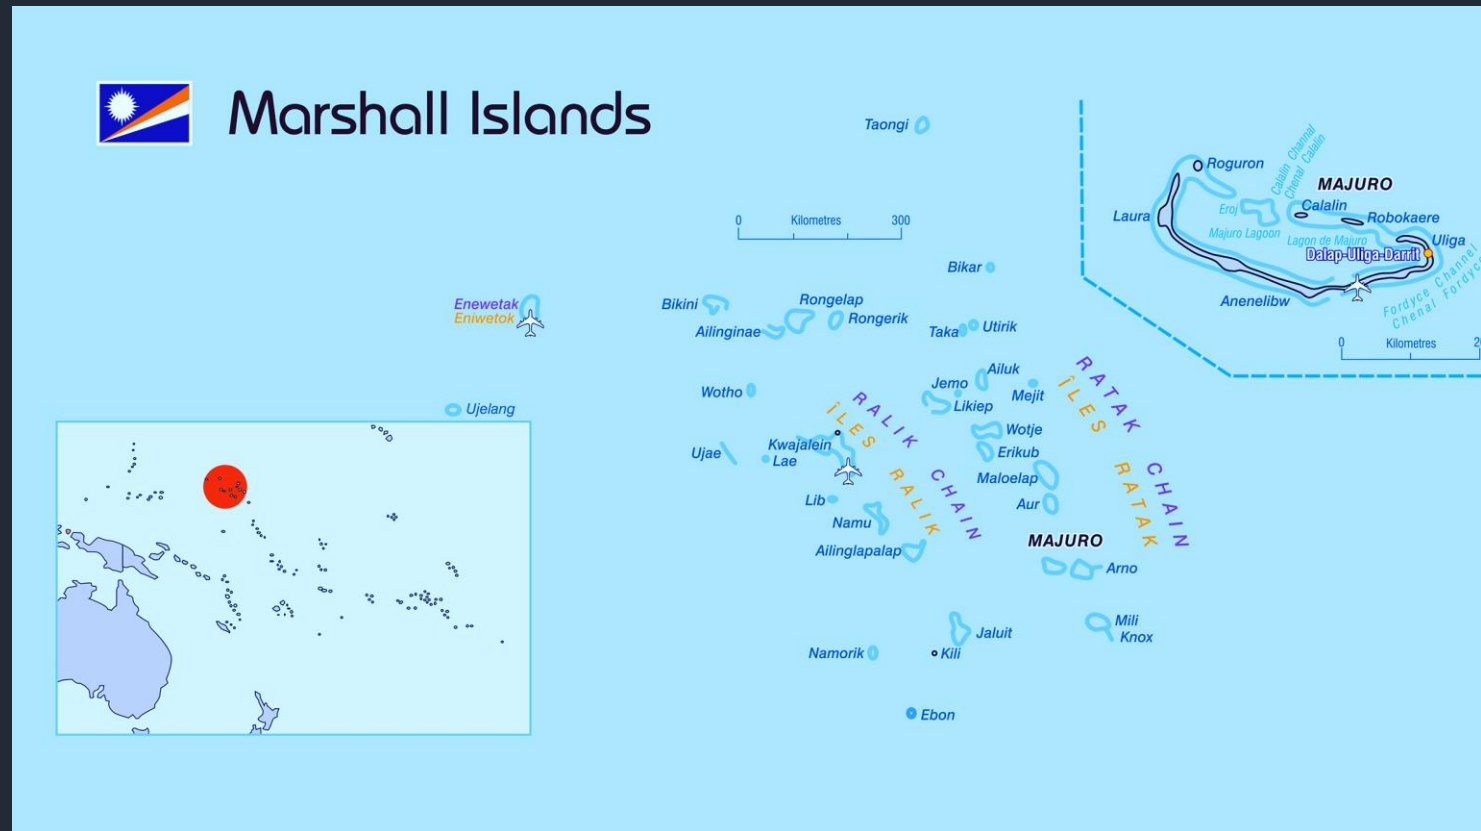 Marshall Islands
Taongi
0 Kilometres 300
Bikar
Enewetak
Eniwetok
Bikini
Rongelap
Ailinginae
Rongerik
Taka
Utirik
Wotho
Jemo
Ailuk
Mejit
Likiep
Ujelang
RALIK CHAIN
ÎLES RALIK
RATAK CHAIN
ÎLES RATAK
Ujae
Kwajalein
Lae
Wotje
Erikub
Maloelap
Lib
Aur
Namu
Ailinglapalap
MAJURO
Arno
Jaluit
Mili
Knox
Namorik
Kili
Ebon
Roguron
Calalin Channal
Chenal Calalin
MAJURO
Laura
Eroj
Calalin
Robokaere
Majuro Lagoon
Lagon de Majuro
Uliga
Dalap-Uliga-Darrit
Anenelibw
Fordyce Channel
Chenal Fordyce
0 Kilometres